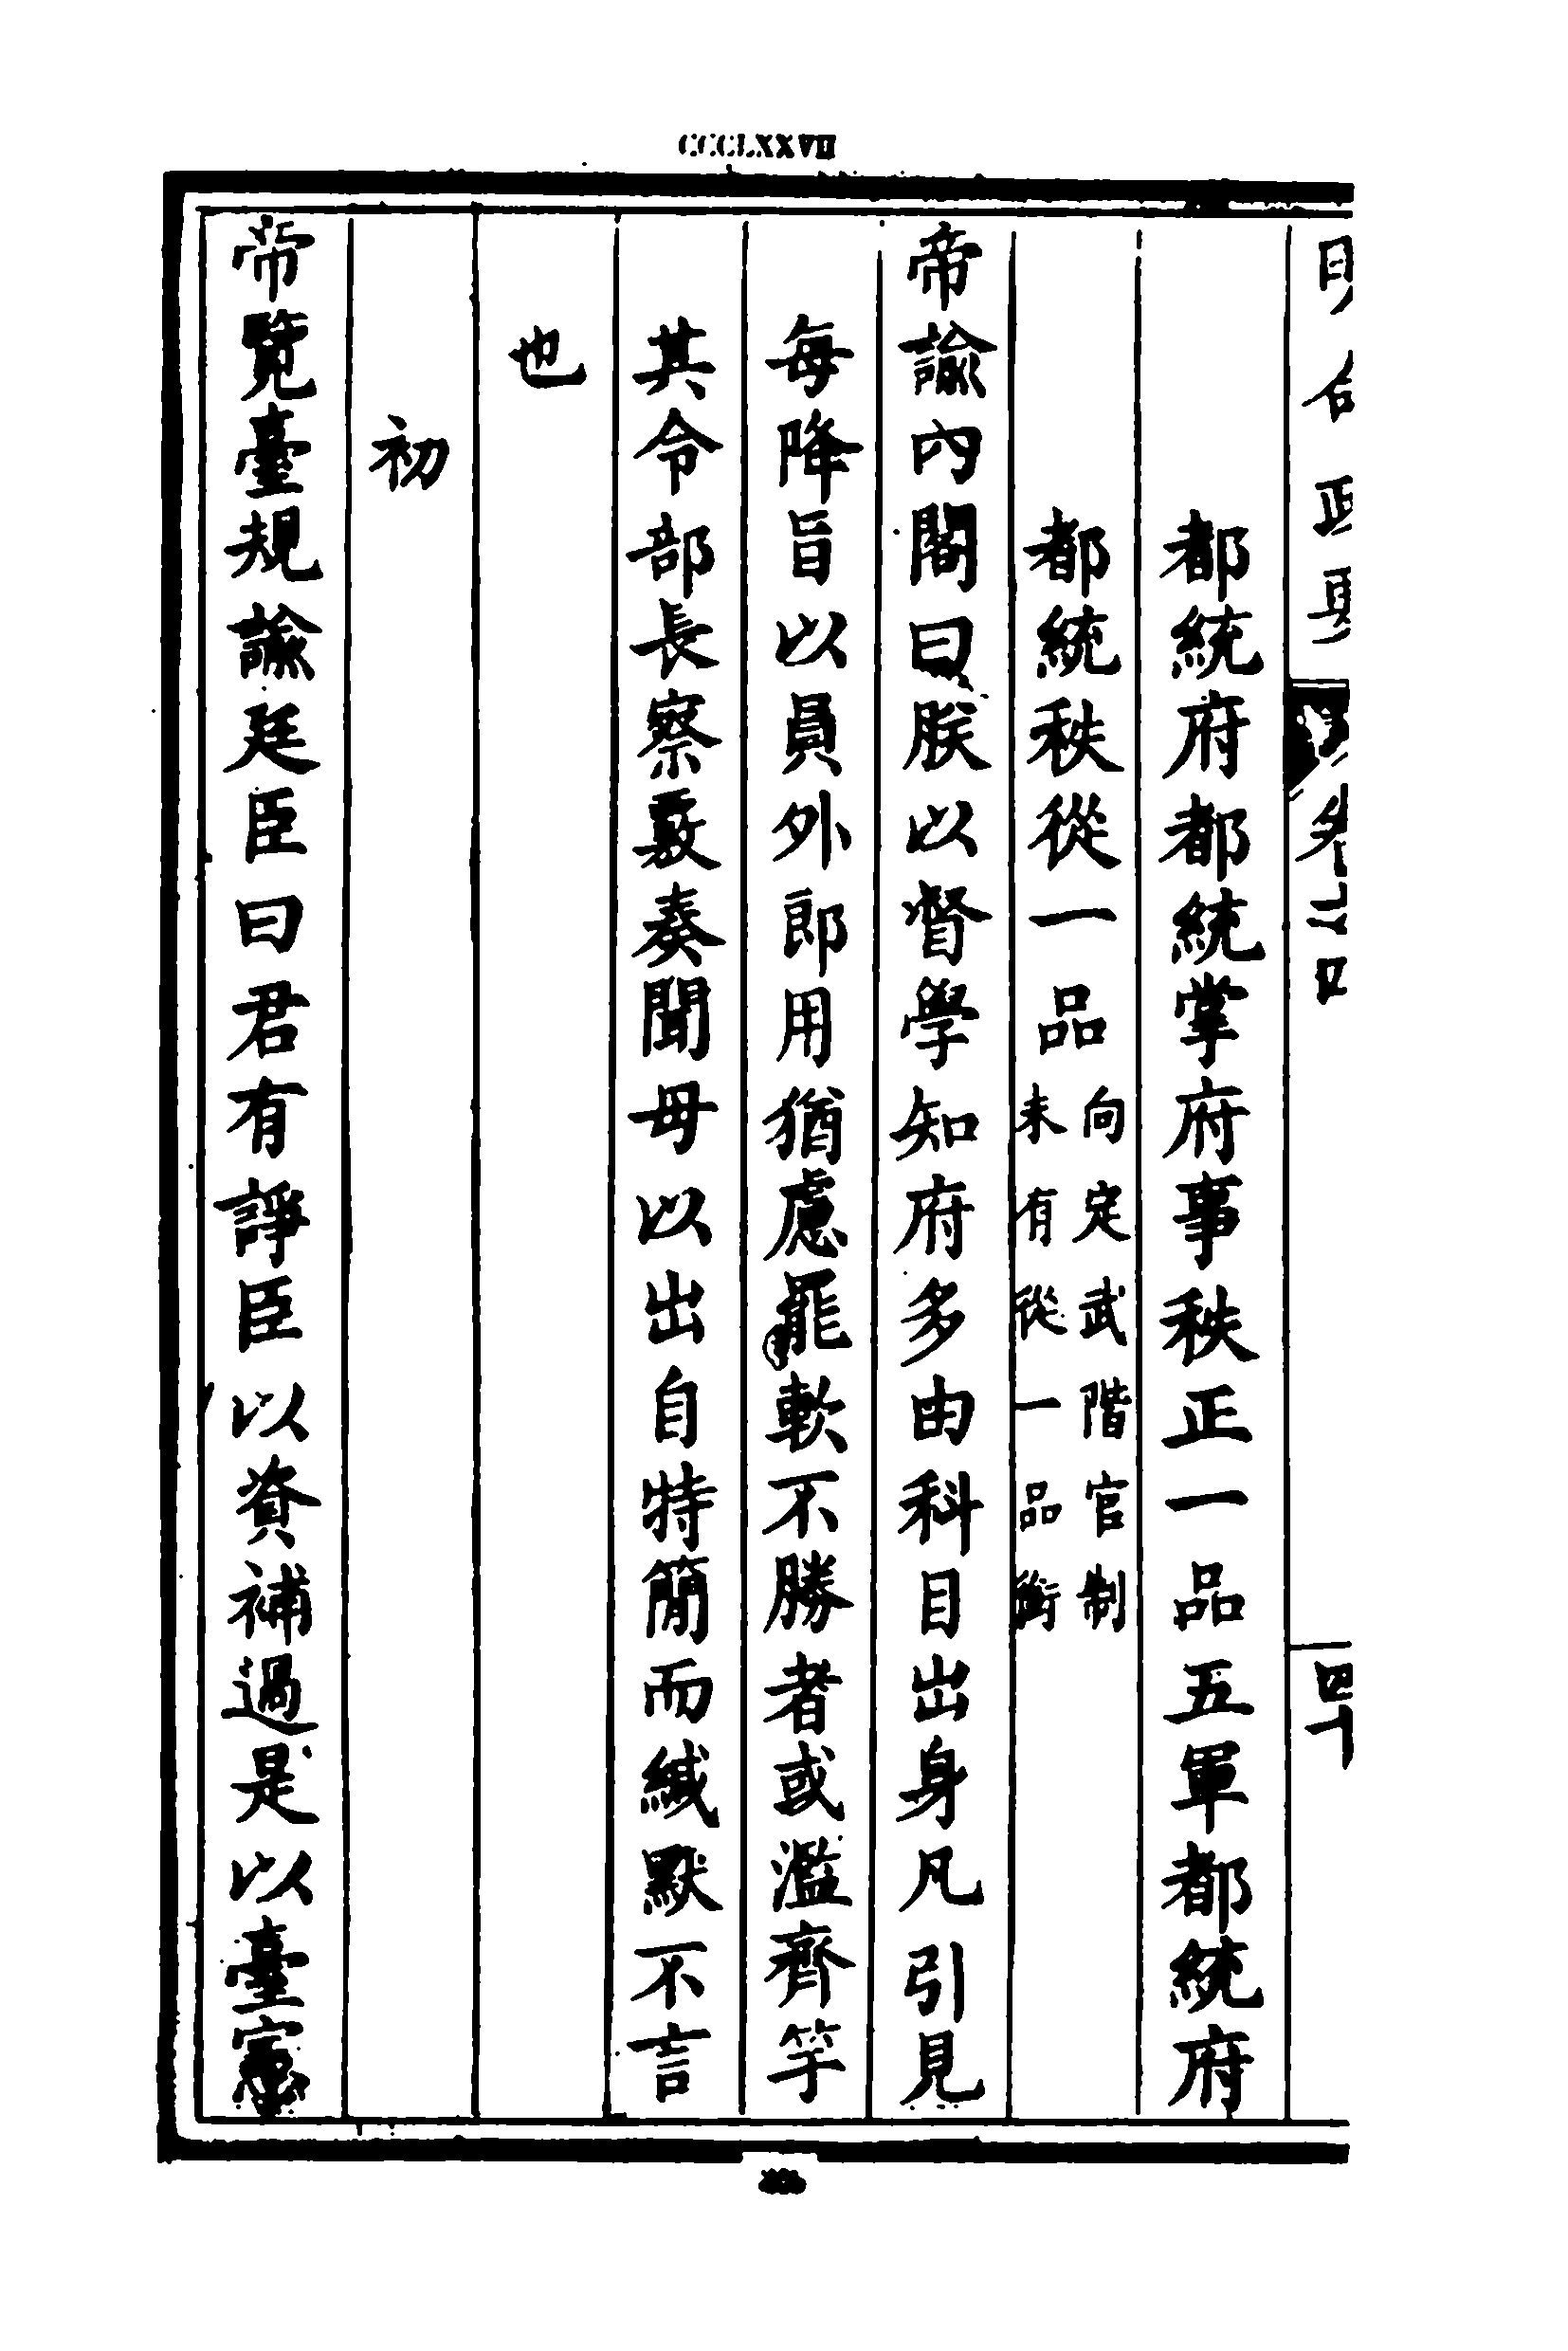 CCCLXXVII
明命政要
卷
四十
都統府都統掌府事秩正一品五軍都統府
都統秩從一品向定武階官制
未有從一品銜
帝諭內閣曰朕以督學知府多由科目出身凡引見
每降旨以員外郎用猶慮罷軟不勝者或濫齊竽
其令部長察覈奏聞毋以出自特簡而緘默不言
也
初
帝覽臺規諭廷臣曰君有諍臣以資補過是以臺憲